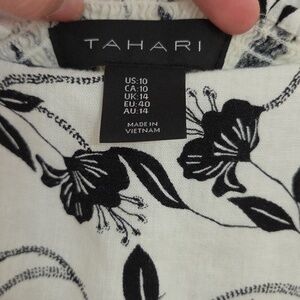 TAHARI
US:10
CA:10
UK:14
EU:40
AU:14
MADE IN
VIETNAM